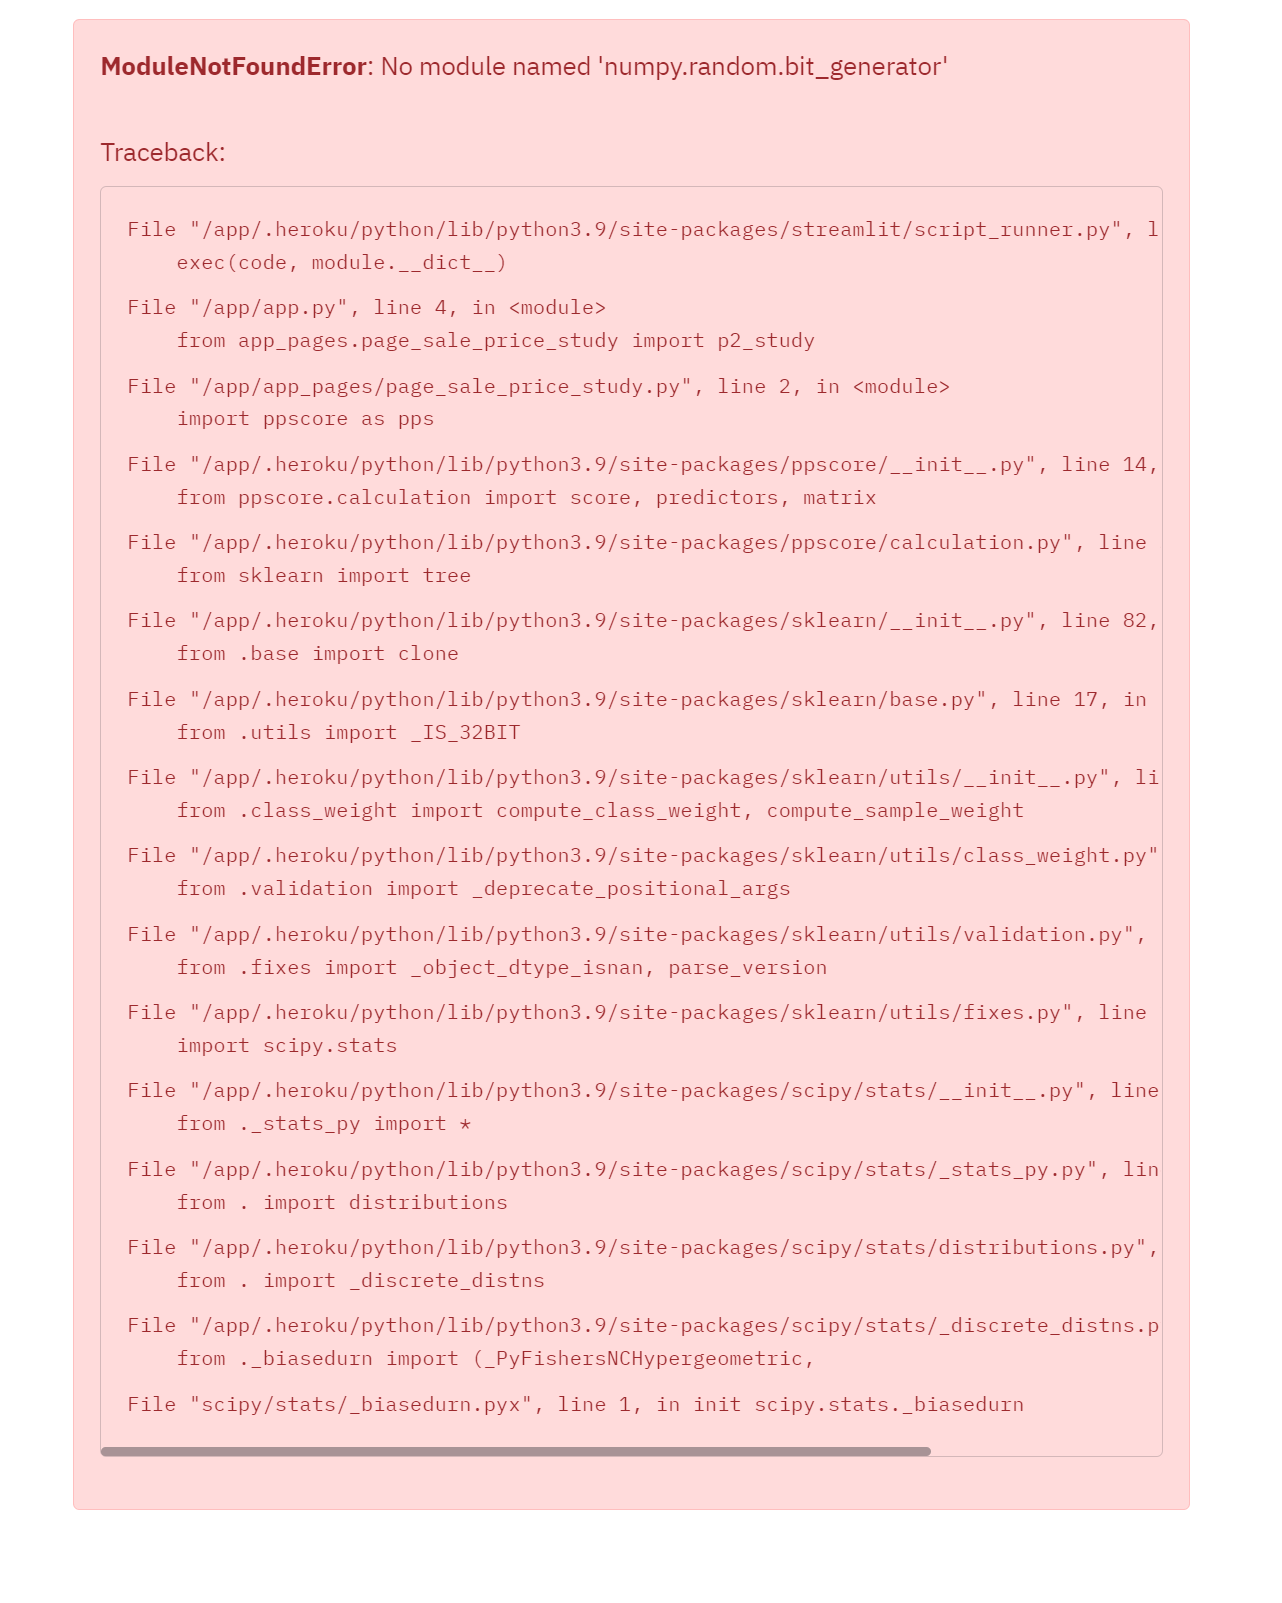 ModuleNotFoundError: No module named 'numpy.random.bit_generator'
Traceback:
File "/app/.heroku/python/lib/python3.9/site-packages/streamlit/script_runner.py", l
exec(code, module.__dict__)
File "/app/app.py", line 4, in <module>
from app_pages.page_sale_price_study import p2_study
File "/app/app_pages/page_sale_price_study.py", line 2, in <module>
import ppscore as pps
File "/app/.heroku/python/lib/python3.9/site-packages/ppscore/__init__.py", line 14,
from ppscore.calculation import score, predictors, matrix
File "/app/.heroku/python/lib/python3.9/site-packages/ppscore/calculation.py", line
from sklearn import tree
File "/app/.heroku/python/lib/python3.9/site-packages/sklearn/__init__.py", line 82,
from .base import clone
File "/app/.heroku/python/lib/python3.9/site-packages/sklearn/base.py", line 17, in
from .utils import _IS_32BIT
File "/app/.heroku/python/lib/python3.9/site-packages/sklearn/utils/__init__.py", li
from .class_weight import compute_class_weight, compute_sample_weight
File "/app/.heroku/python/lib/python3.9/site-packages/sklearn/utils/class_weight.py"
from .validation import _deprecate_positional_args
File "/app/.heroku/python/lib/python3.9/site-packages/sklearn/utils/validation.py",
from .fixes import _object_dtype_isnan, parse_version
File "/app/.heroku/python/lib/python3.9/site-packages/sklearn/utils/fixes.py", line
import scipy.stats
File "/app/.heroku/python/lib/python3.9/site-packages/scipy/stats/__init__.py", line
from ._stats_py import *
File "/app/.heroku/python/lib/python3.9/site-packages/scipy/stats/_stats_py.py", lin
from . import distributions
File "/app/.heroku/python/lib/python3.9/site-packages/scipy/stats/distributions.py",
from . import _discrete_distns
File "/app/.heroku/python/lib/python3.9/site-packages/scipy/stats/_discrete_distns.p
from ._biasedurn import (_PyFishersNCHypergeometric,
File "scipy/stats/_biasedurn.pyx", line 1, in init scipy.stats._biasedurn